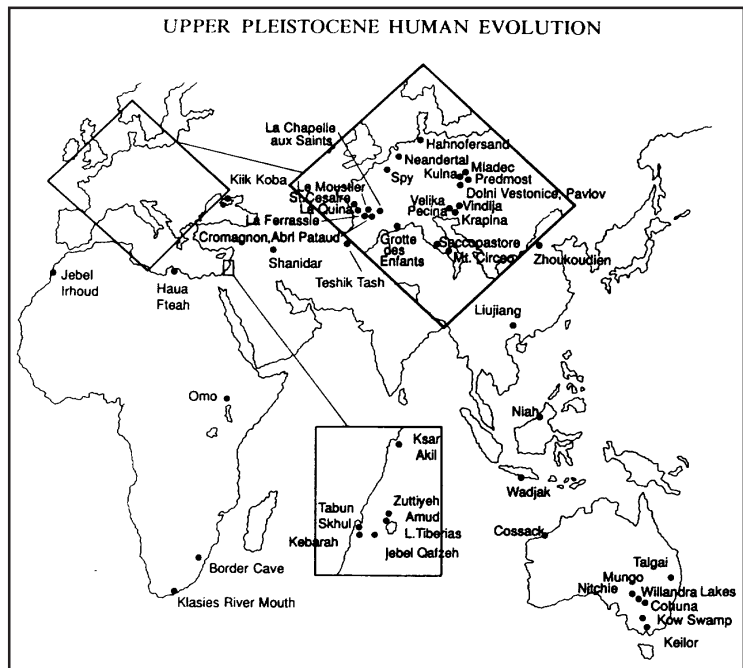 UPPER PLEISTOCENE HUMAN EVOLUTION
La Chapelle
aux Saints
Hahnofersand
Neandertal
Kulna
Mladec
Predmost
Spy
Dolni Vestonice, Pavlov
Kiik Koba
Le Moustier
St. Cesaire
La Quina
La Ferrassie
Cromagnon, Abri Pataud
Velika
Pecina
Vindija
Krapina
Grotte
des
Enfants
Saccopastore
Mt. Circeo
Zhoukoudien
Shanidar
Teshik Tash
Jebel
Irhoud
Haua
Fteah
Liujiang
Omo
Niah
Wadjak
Ksar
Akil
Zuttiyeh
Tabun
Skhul
Amud
L.Tiberias
Kebarah
Jebel Qafzeh
Border Cave
Klasies River Mouth
Cossack
Talgai
Mungo
Nitchie
Willandra Lakes
Cohuna
Kow Swamp
Keilor